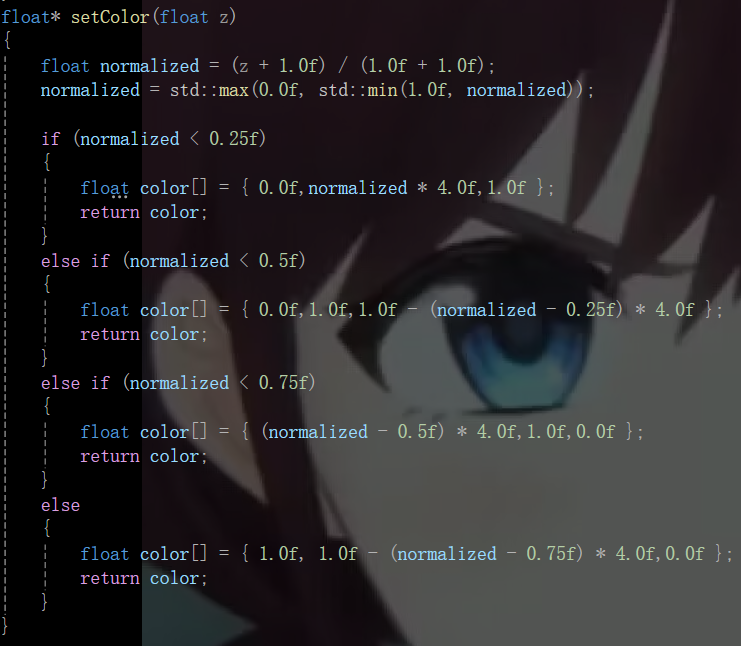 float* setColor(float z)
{
float normalized = (z + 1.0f) / (1.0f + 1.0f);
normalized = std::max(0.0f, std::min(1.0f, normalized));
if (normalized < 0.25f)
{
float color[] = { 0.0f,normalized * 4.0f,1.0f };
return color;
}
else if (normalized < 0.5f)
{
float color[] = { 0.0f,1.0f,1.0f - (normalized - 0.25f) * 4.0f };
return color;
}
else if (normalized < 0.75f)
{
float color[] = { (normalized - 0.5f) * 4.0f,1.0f,0.0f };
return color;
}
else
{
float color[] = { 1.0f, 1.0f - (normalized - 0.75f) * 4.0f,0.0f };
return color;
}
}